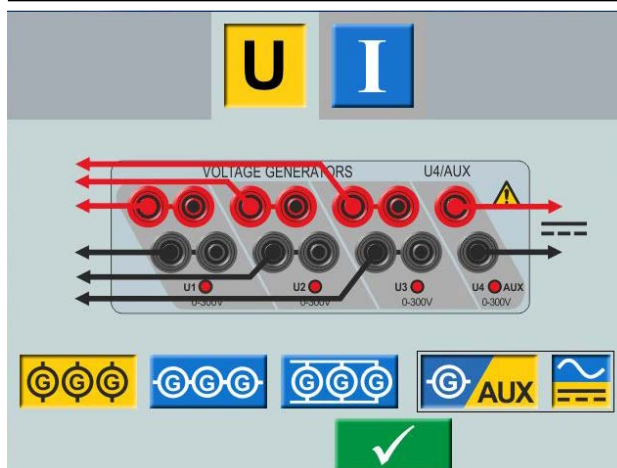 U I
VOLTAGE GENERATORS U4/AUX
U1 U2 U3 U4 AUX
0-300V 0-300V 0-300V 0-300V
G G G G G G G G G G AUX